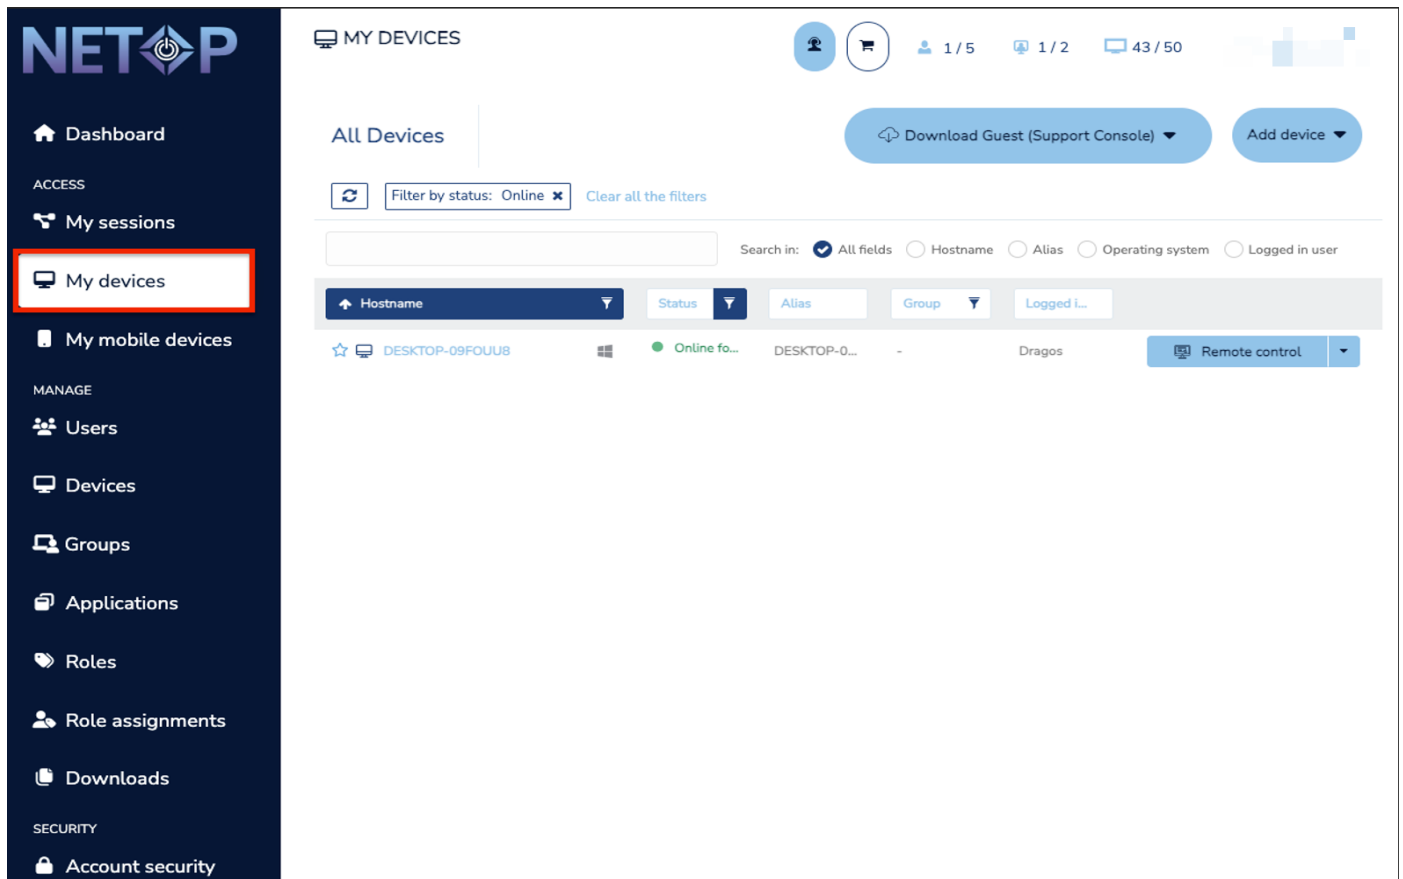 NETOP
Dashboard
ACCESS
My sessions
My devices
My mobile devices
MANAGE
Users
Devices
Groups
Applications
Roles
Role assignments
Downloads
SECURITY
Account security
MY DEVICES
1 / 5
1 / 2
43 / 50
All Devices
Download Guest (Support Console)
Add device
Filter by status: Online
Clear all the filters
Search in: All fields Hostname Alias Operating system Logged in user
Hostname Status Alias Group Logged i...
DESKTOP-09FOUU8 Online fo... DESKTOP-0... - Dragos Remote control